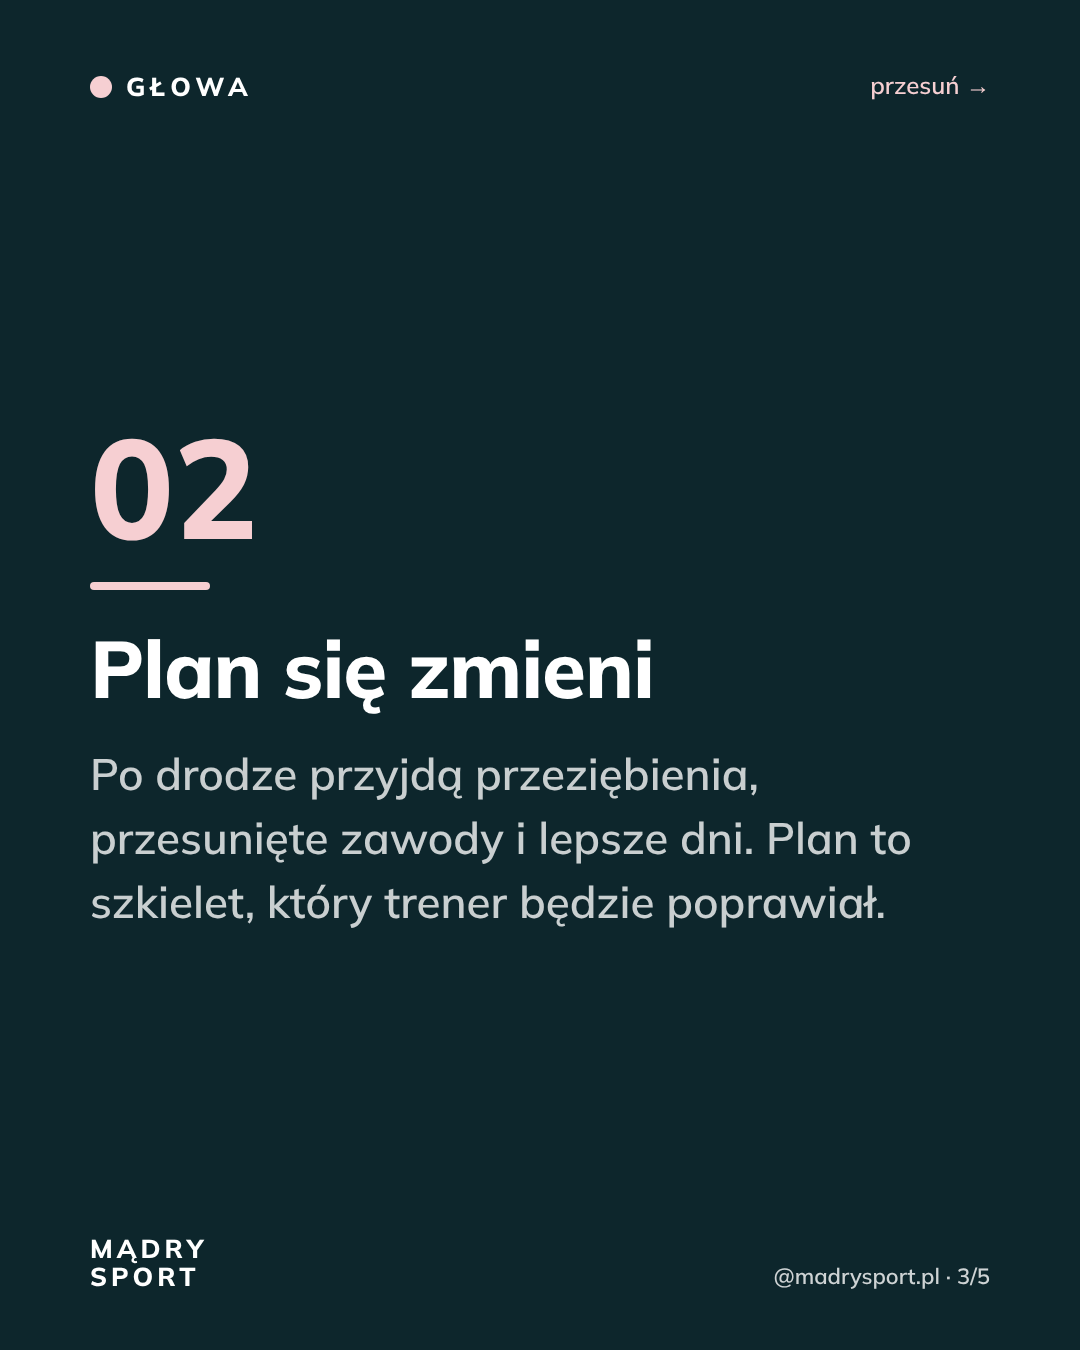 GŁOWA
przesuń →
02
Plan się zmieni
Po drodze przyjdą przeziębienia,
przesunięte zawody i lepsze dni. Plan to
szkielet, który trener będzie poprawiał.
MĄDRY
SPORT
@madrysport.pl · 3/5